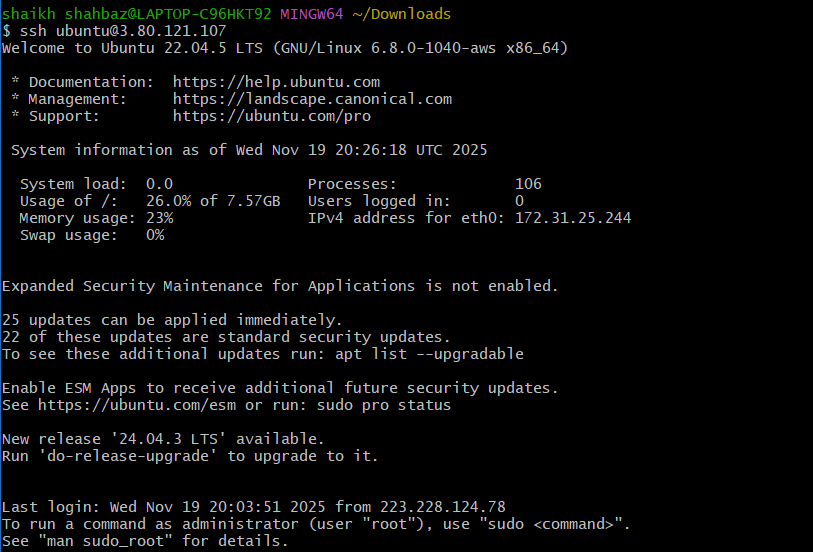 shaikh shahbaz@LAPTOP-C96HKT92 MINGW64 ~/Downloads
$ ssh ubuntu@3.80.121.107
Welcome to Ubuntu 22.04.5 LTS (GNU/Linux 6.8.0-1040-aws x86_64)

 * Documentation:  https://help.ubuntu.com
 * Management:     https://landscape.canonical.com
 * Support:        https://ubuntu.com/pro

 System information as of Wed Nov 19 20:26:18 UTC 2025

  System load:  0.0               Processes:             106
  Usage of /:   26.0% of 7.57GB   Users logged in:       0
  Memory usage: 23%               IPv4 address for eth0: 172.31.25.244
  Swap usage:   0%


Expanded Security Maintenance for Applications is not enabled.

25 updates can be applied immediately.
22 of these updates are standard security updates.
To see these additional updates run: apt list --upgradable

Enable ESM Apps to receive additional future security updates.
See https://ubuntu.com/esm or run: sudo pro status

New release '24.04.3 LTS' available.
Run 'do-release-upgrade' to upgrade to it.


Last login: Wed Nov 19 20:03:51 2025 from 223.228.124.78
To run a command as administrator (user "root"), use "sudo <command>".
See "man sudo_root" for details.